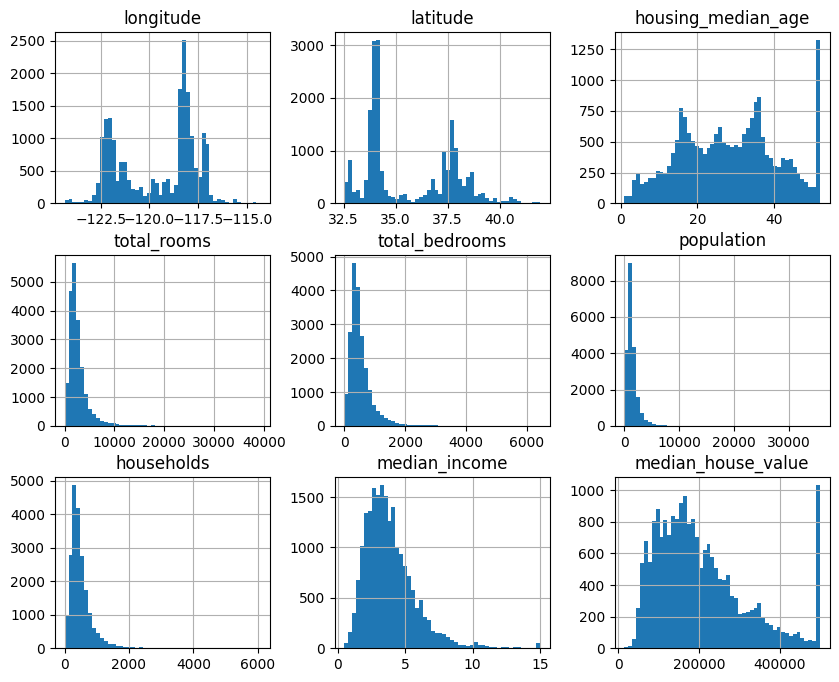 longitude
latitude
housing_median_age
2500
2000
1500
1000
500
0
−122.5 −120.0 −117.5 −115.0
3000
2000
1000
0
32.5 35.0 37.5 40.0
1250
1000
750
500
250
0
0 20 40
total_rooms
total_bedrooms
population
5000
4000
3000
2000
1000
0
0 10000 20000 30000 40000
5000
4000
3000
2000
1000
0
0 2000 4000 6000
8000
6000
4000
2000
0
0 10000 20000 30000
households
median_income
median_house_value
5000
4000
3000
2000
1000
0
0 2000 4000 6000
1500
1000
500
0
0 5 10 15
1000
800
600
400
200
0
0 200000 400000